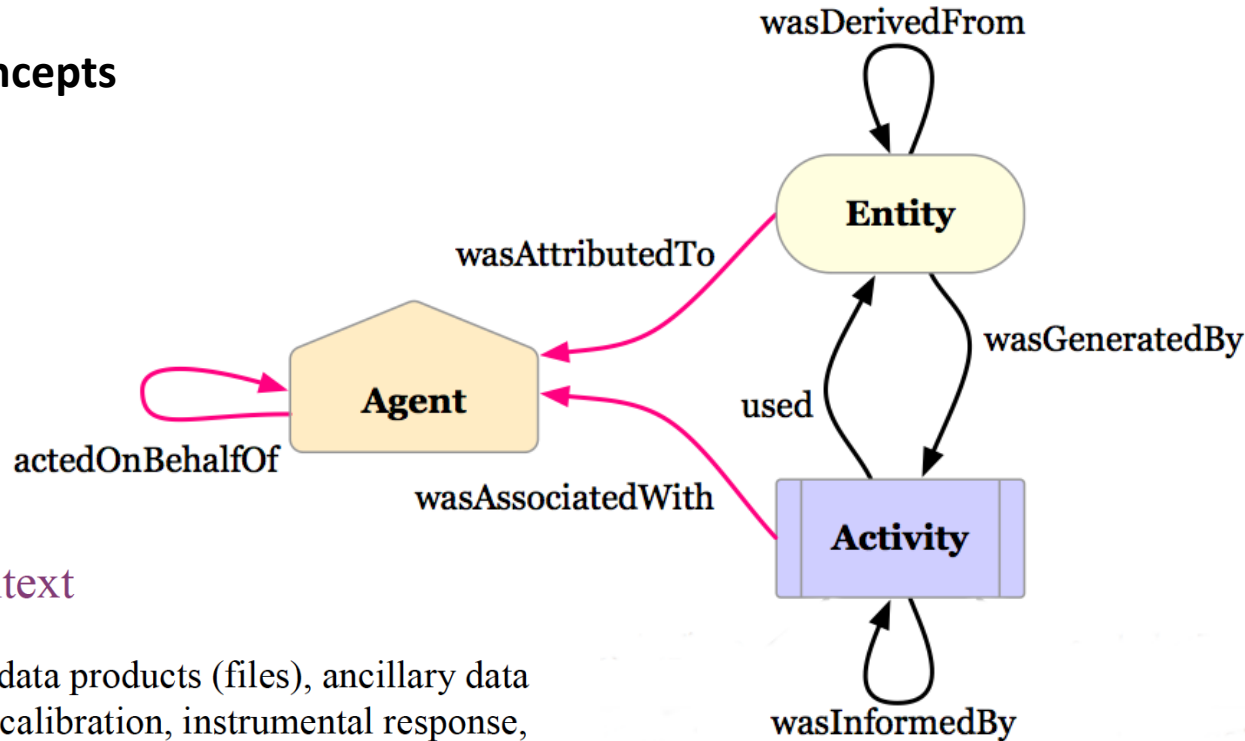 ncepts
wasDerivedFrom
Entity
wasAttributedTo
wasGeneratedBy
used
Agent
actedOnBehalfOf
wasAssociatedWith
Activity
text
data products (files), ancillary data
calibration, instrumental response,
wasInformedBy